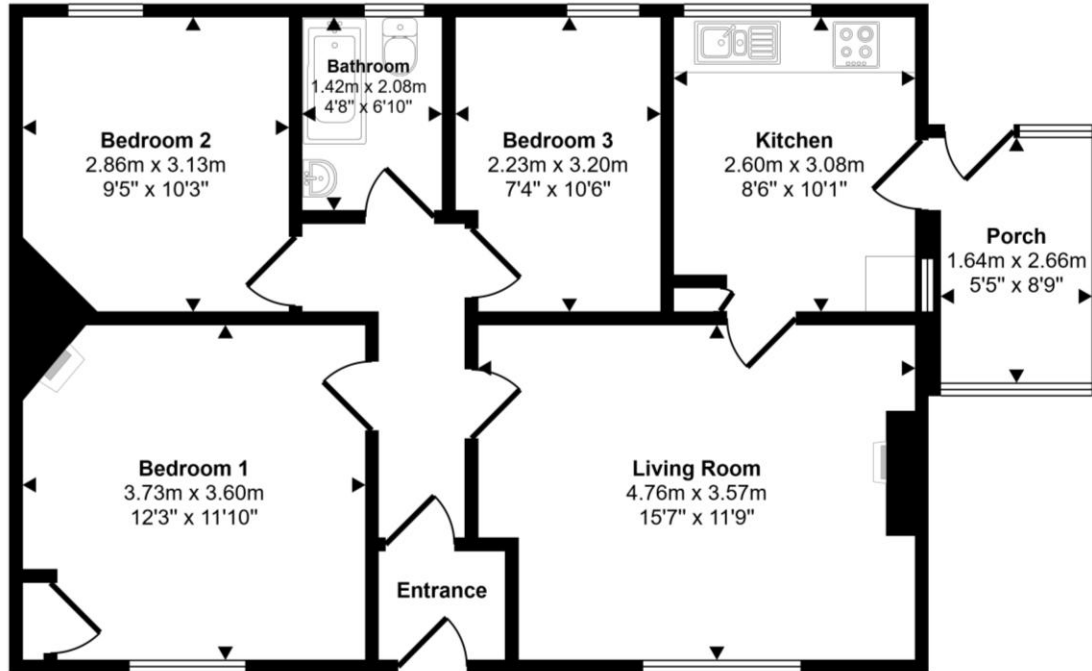 Bedroom 2
2.86m x 3.13m
9'5" x 10'3"
Bathroom
1.42m x 2.08m
4'8" x 6'10"
Bedroom 3
2.23m x 3.20m
7'4" x 10'6"
Kitchen
2.60m x 3.08m
8'6" x 10'1"
Porch
1.64m x 2.66m
5'5" x 8'9"
Bedroom 1
3.73m x 3.60m
12'3" x 11'10"
Living Room
4.76m x 3.57m
15'7" x 11'9"
Entrance